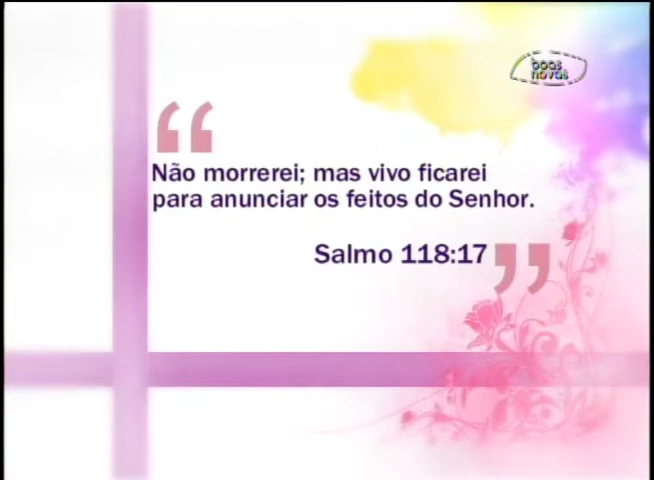 boas
novas
“
Não morrerei; mas vivo ficarei
para anunciar os feitos do Senhor.
Salmo 118:17 ”